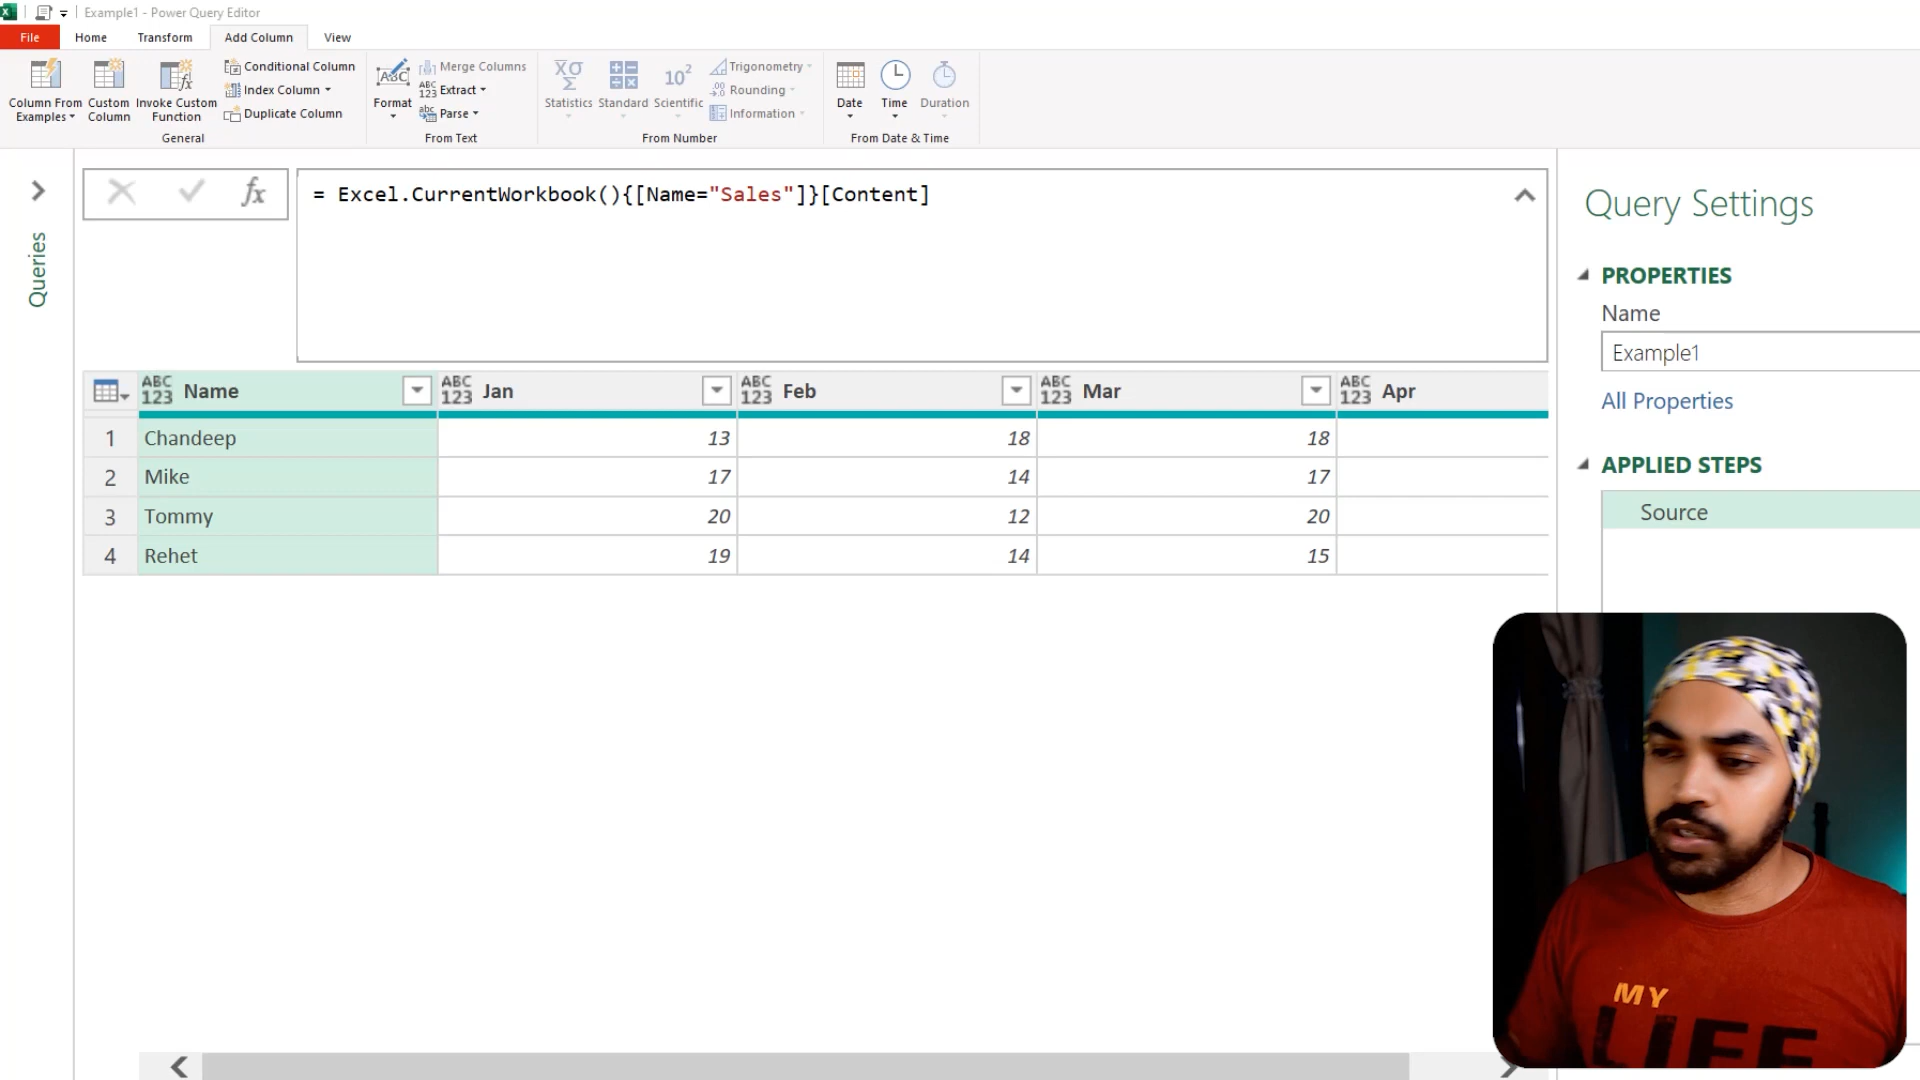 Example1 - Power Query Editor
File Home Transform Add Column View
Column From Examples
Custom Column
Invoke Custom Function
Conditional Column
Index Column
Duplicate Column
General
Format
Merge Columns
Extract
Parse
From Text
Statistics
Standard
Scientific
Trigonometry
Rounding
Information
From Number
Date
Time
Duration
From Date & Time
Queries
fx
= Excel.CurrentWorkbook(){[Name="Sales"]}[Content]
ABC 123 Name ABC 123 Jan ABC 123 Feb ABC 123 Mar ABC 123 Apr
1 Chandeep 13 18 18
2 Mike 17 14 17
3 Tommy 20 12 20
4 Rehet 19 14 15
Query Settings
PROPERTIES
Name
Example1
All Properties
APPLIED STEPS
Source
MY
LIFE